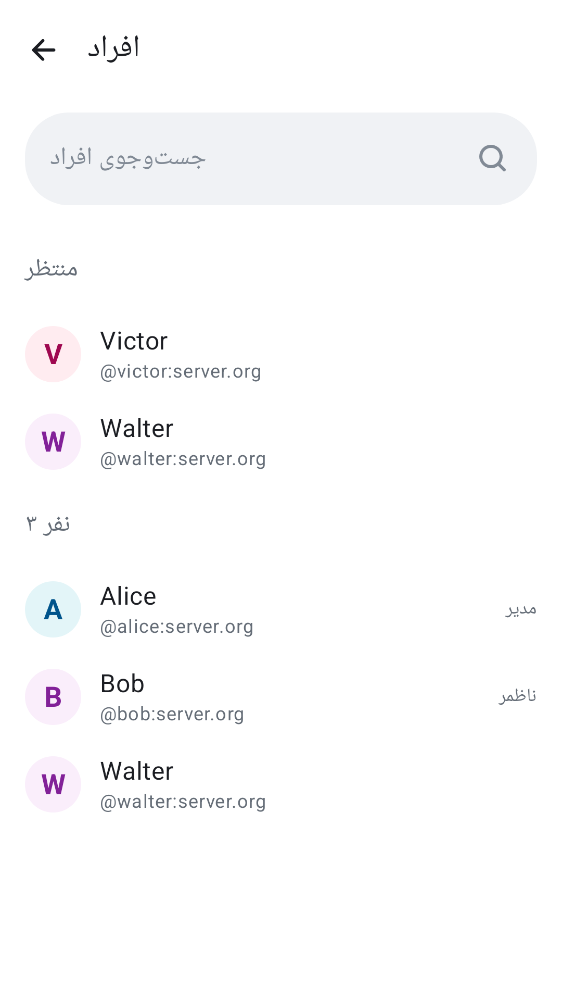 افراد
جست‌وجوی افراد
منتظر
V
Victor
@victor:server.org
W
Walter
@walter:server.org
۳ نفر
A
Alice
@alice:server.org
مدیر
B
Bob
@bob:server.org
ناظمر
W
Walter
@walter:server.org